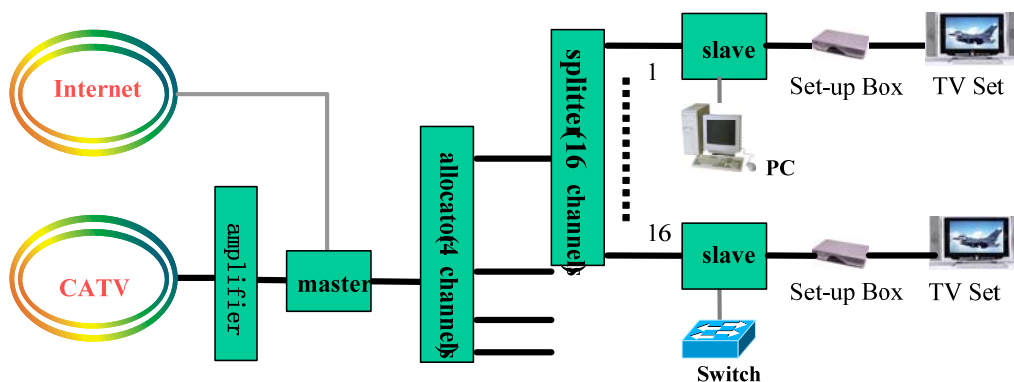 Internet
CATV
amplifier
master
allocator(4 channels)
splitter(16 channels)
1
slave
Set-up Box
TV Set
PC
16
slave
Set-up Box
TV Set
Switch